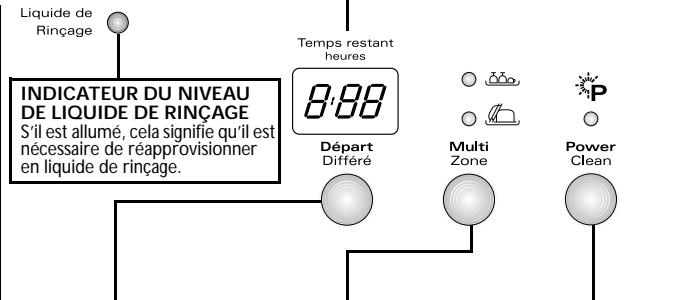 Liquide de
Rinçage
INDICATEUR DU NIVEAU
DE LIQUIDE DE RINÇAGE
S'il est allumé, cela signifie qu'il est
nécessaire de réapprovisionner
en liquide de rinçage.
Temps restant
heures
8:88
P
Départ
Différé
Multi
Zone
Power
Clean